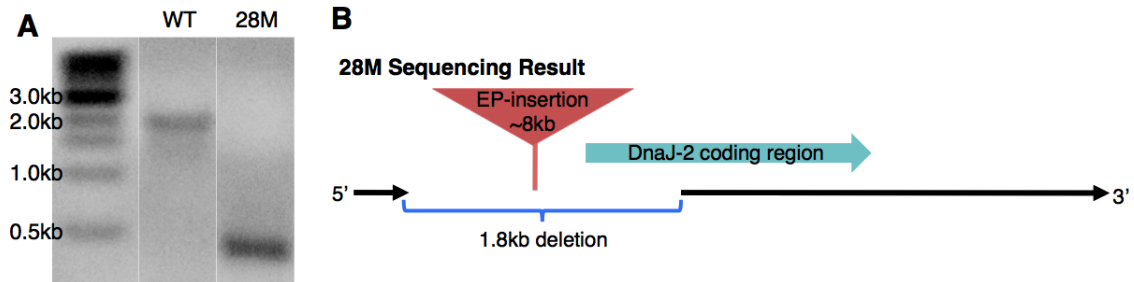 A
WT 28M
3.0kb
2.0kb
1.0kb
0.5kb
B
28M Sequencing Result
EP-insertion
~8kb
DnaJ-2 coding region
5’
3’
1.8kb deletion